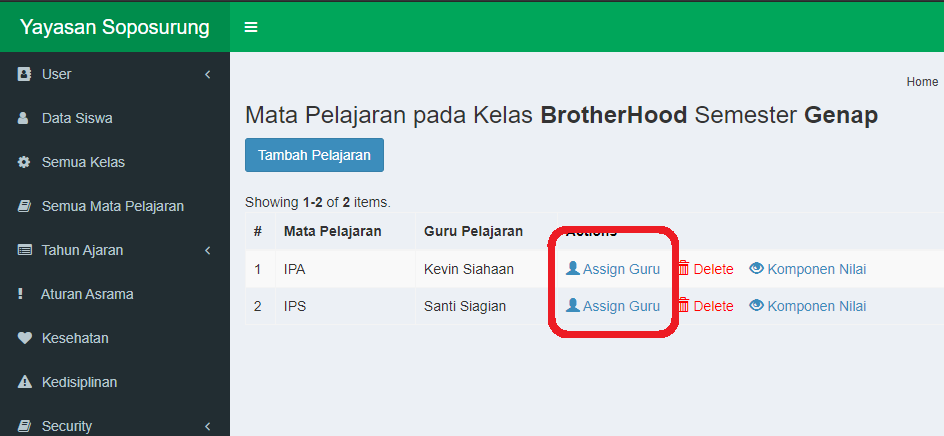 Yayasan Soposurung
Home
User
Data Siswa
Semua Kelas
Semua Mata Pelajaran
Tahun Ajaran
Aturan Asrama
Kesehatan
Kedisiplinan
Security
Mata Pelajaran pada Kelas BrotherHood Semester Genap
Tambah Pelajaran
Showing 1-2 of 2 items.
# Mata Pelajaran Guru Pelajaran Actions
1 IPA Kevin Siahaan Assign Guru Delete Komponen Nilai
2 IPS Santi Siagian Assign Guru Delete Komponen Nilai